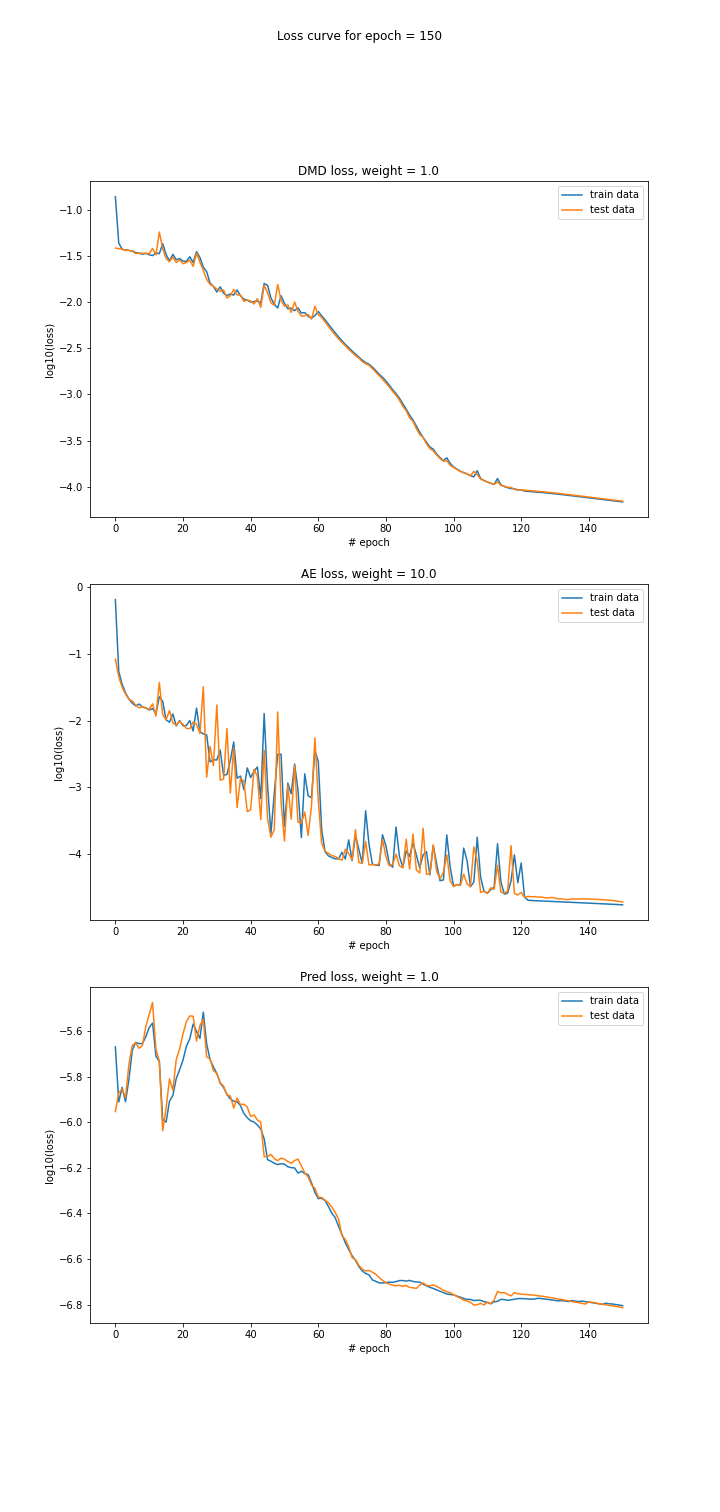 Loss curve for epoch = 150
DMD loss, weight = 1.0
train data
test data
−1.0
−1.5
−2.0
−2.5
−3.0
−3.5
−4.0
log10(loss)
0 20 40 60 80 100 120 140
# epoch
AE loss, weight = 10.0
train data
test data
0
−1
−2
−3
−4
log10(loss)
0 20 40 60 80 100 120 140
# epoch
Pred loss, weight = 1.0
train data
test data
−5.6
−5.8
−6.0
−6.2
−6.4
−6.6
−6.8
log10(loss)
0 20 40 60 80 100 120 140
# epoch